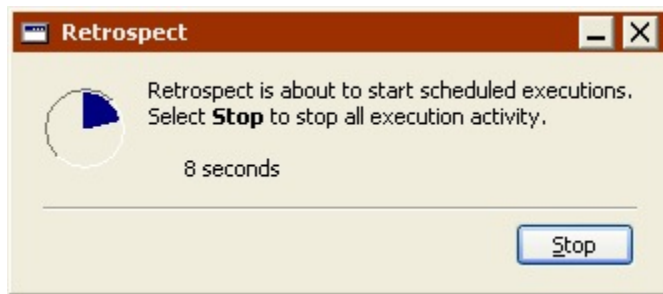 Retrospect
Retrospect is about to start scheduled executions.
Select Stop to stop all execution activity.
8 seconds
Stop